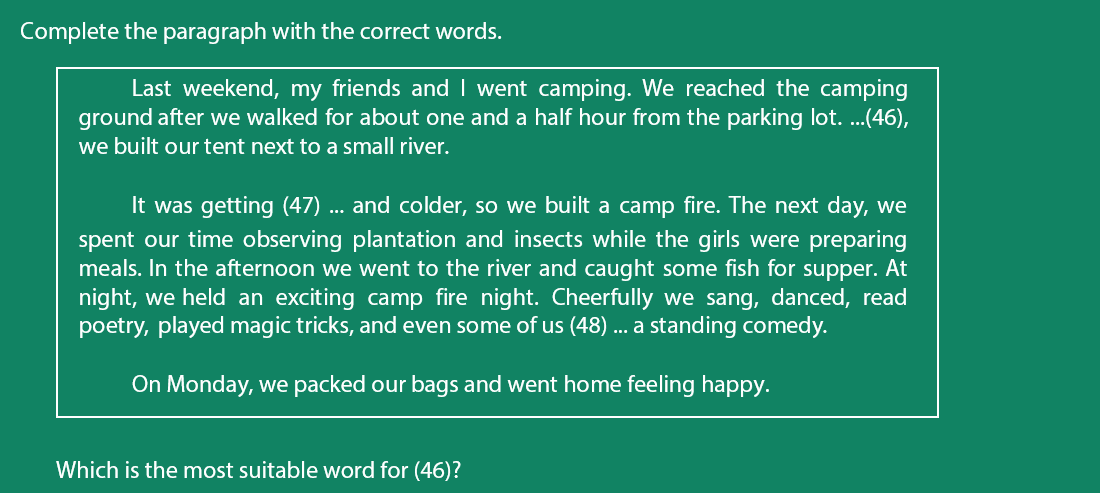 Complete the paragraph with the correct words.
Last weekend, my friends and I went camping. We reached the camping
ground after we walked for about one and a half hour from the parking lot. ...(46),
we built our tent next to a small river.
It was getting (47) ... and colder, so we built a camp fire. The next day, we
spent our time observing plantation and insects while the girls were preparing
meals. In the afternoon we went to the river and caught some fish for supper. At
night, we held an exciting camp fire night. Cheerfully we sang, danced, read
poetry, played magic tricks, and even some of us (48) ... a standing comedy.
On Monday, we packed our bags and went home feeling happy.
Which is the most suitable word for (46)?